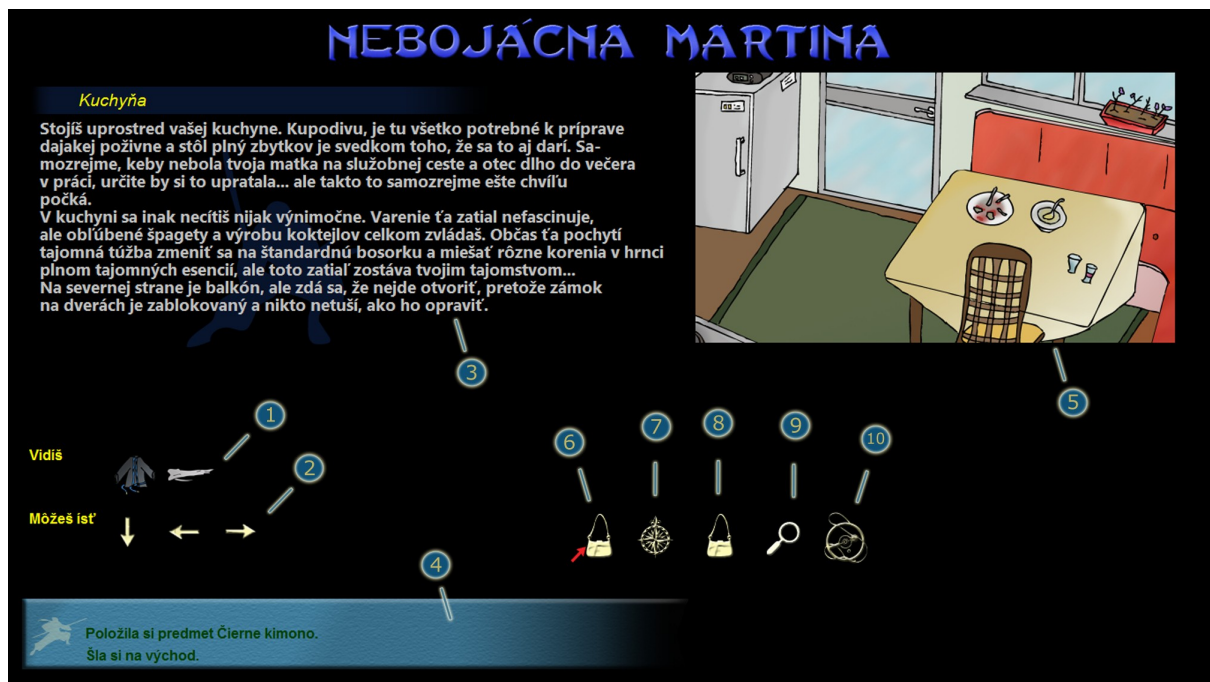 NEBOJÁCNA MARTINA
Kuchyňa
Stojíš uprostred vašej kuchyne. Kupodivu, je tu všetko potrebné k príprave
dajakej poživne a stôl plný zbytkov je svedkom toho, že sa to aj darí. Sa-
mozrejme, keby nebola tvoja matka na služobnej ceste a otec dlho do večera
v práci, určite by si to upratala... ale takto to samozrejme ešte chvíľu
počká.
V kuchyni sa inak necítiš nijak výnimočne. Varenie ťa zatial nefascinuje,
ale obľúbené špagety a výrobu koktejlov celkom zvládaš. Občas ťa pochytí
tajomná túžba zmeniť sa na štandardnú bosorku a miešať rôzne korenia v hrnci
plnom tajomných esencií, ale toto zatiaľ zostáva tvojim tajomstvom...
Na severnej strane je balkón, ale zdá sa, že nejde otvoriť, pretože zámok
na dverách je zablokovaný a nikto netuší, ako ho opraviť.
3
5
1
6
7
8
9
10
Vidíš
2
Môžeš ísť
4
Položila si predmet Čierne kimono.
Šla si na východ.